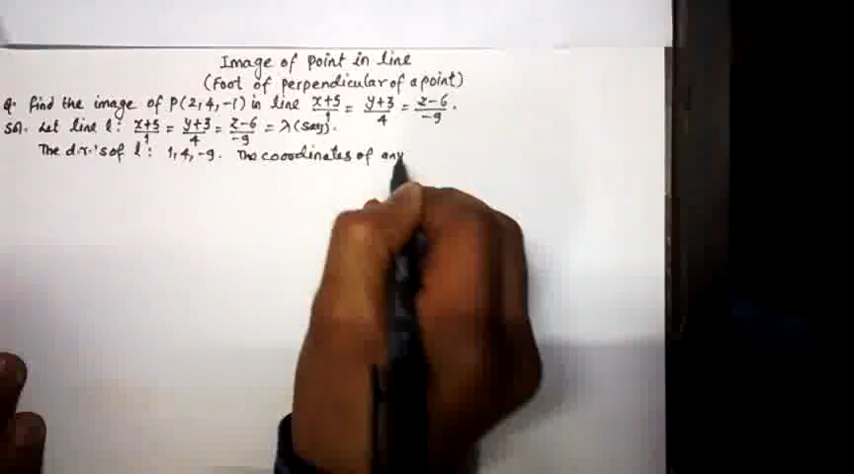 Image of point in line
(Foot of perpendicular of a point)
Q. Find the image of P(2,4,-1) in line x+5/1 = y+3/4 = z-6/-9.
Sol. Let line l: x+5/1 = y+3/4 = z-6/-9 = λ(say).
The d.r.'s of l: 1,4,-9. The coordinates of any